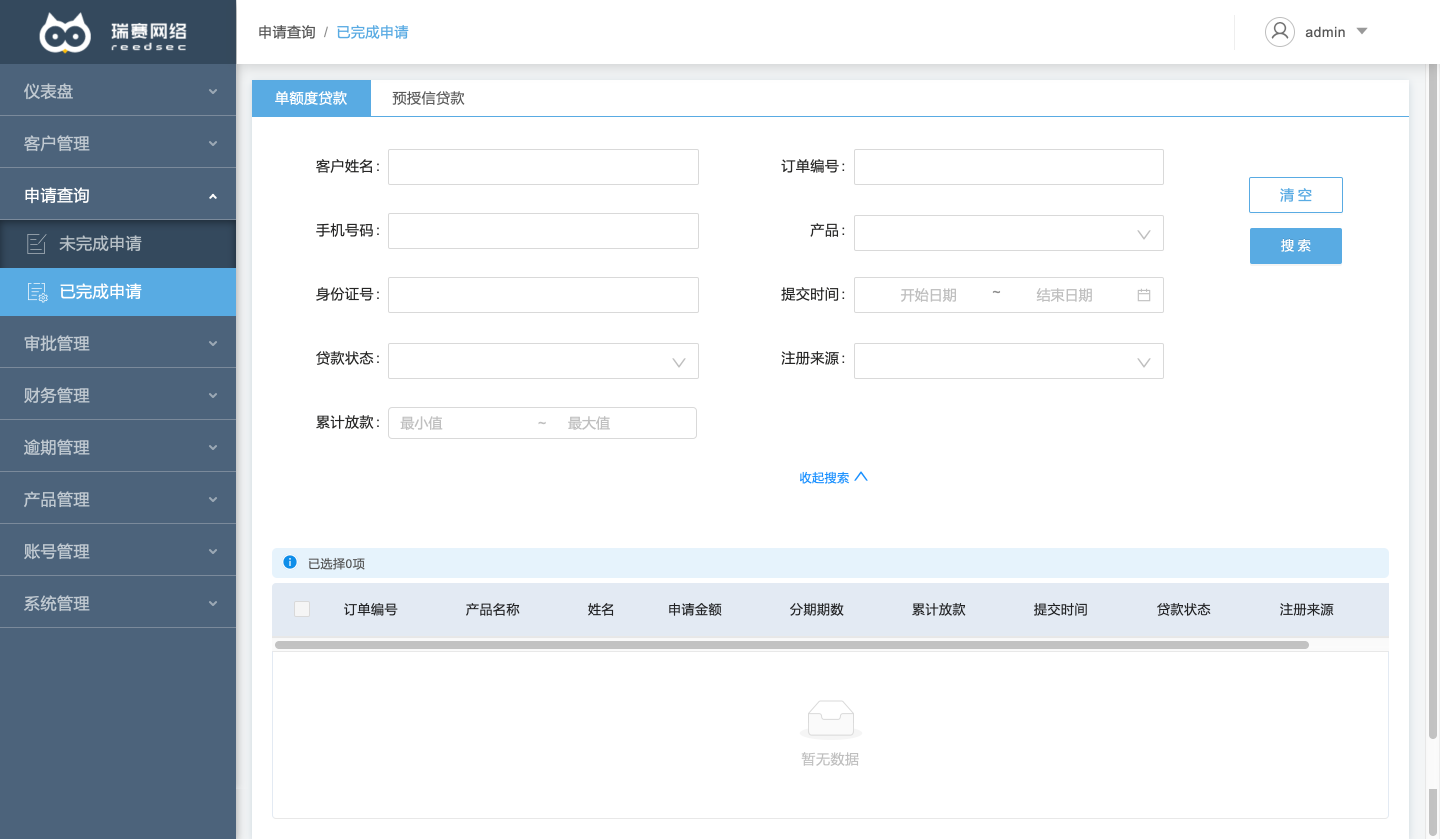 瑞赛网络
reedsec
申请查询 / 已完成申请
admin
仪表盘
客户管理
申请查询
未完成申请
已完成申请
审批管理
财务管理
逾期管理
产品管理
账号管理
系统管理
单额度贷款 预授信贷款
客户姓名: 订单编号:
清 空
手机号码: 产品:
搜 索
身份证号: 提交时间: 开始日期 ~ 结束日期
贷款状态: 注册来源:
累计放款: 最小值 ~ 最大值
收起搜索
已选择0项
订单编号 产品名称 姓名 申请金额 分期期数 累计放款 提交时间 贷款状态 注册来源
暂无数据